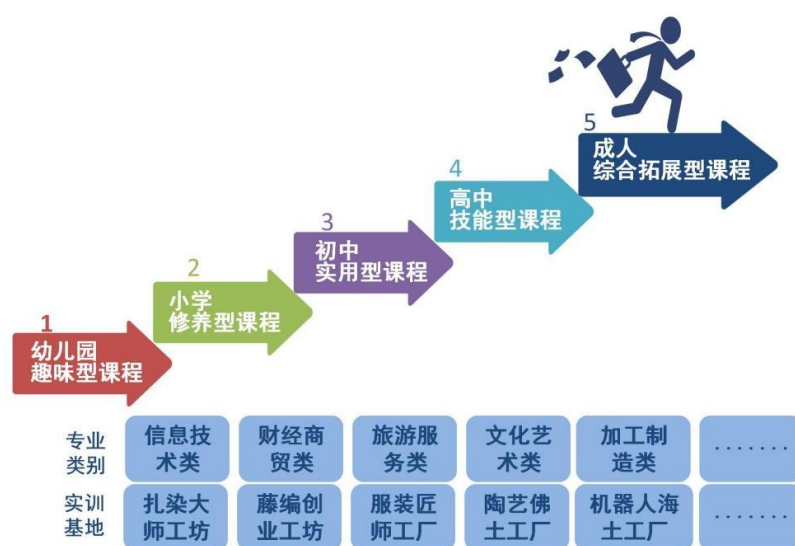 5
成人
综合拓展型课程
4
高中
技能型课程
3
初中
实用型课程
2
小学
修养型课程
1
幼儿园
趣味型课程
专业
类别
信息技
术类
财经商
贸类
旅游服
务类
文化艺
术类
加工制
造类
.......
实训
基地
扎染大
师工坊
藤编创
业工坊
服装匠
师工厂
陶艺佛
土工厂
机器人海
土工厂
.......